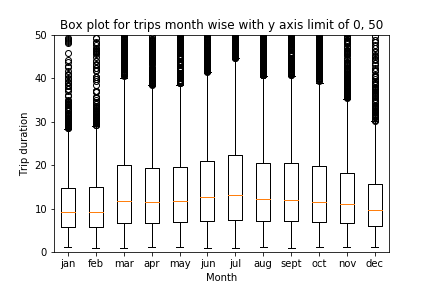 Box plot for trips month wise with y axis limit of 0, 50
50
40
30
20
10
0
Trip duration
jan feb mar apr may jun jul aug sept oct nov dec
Month